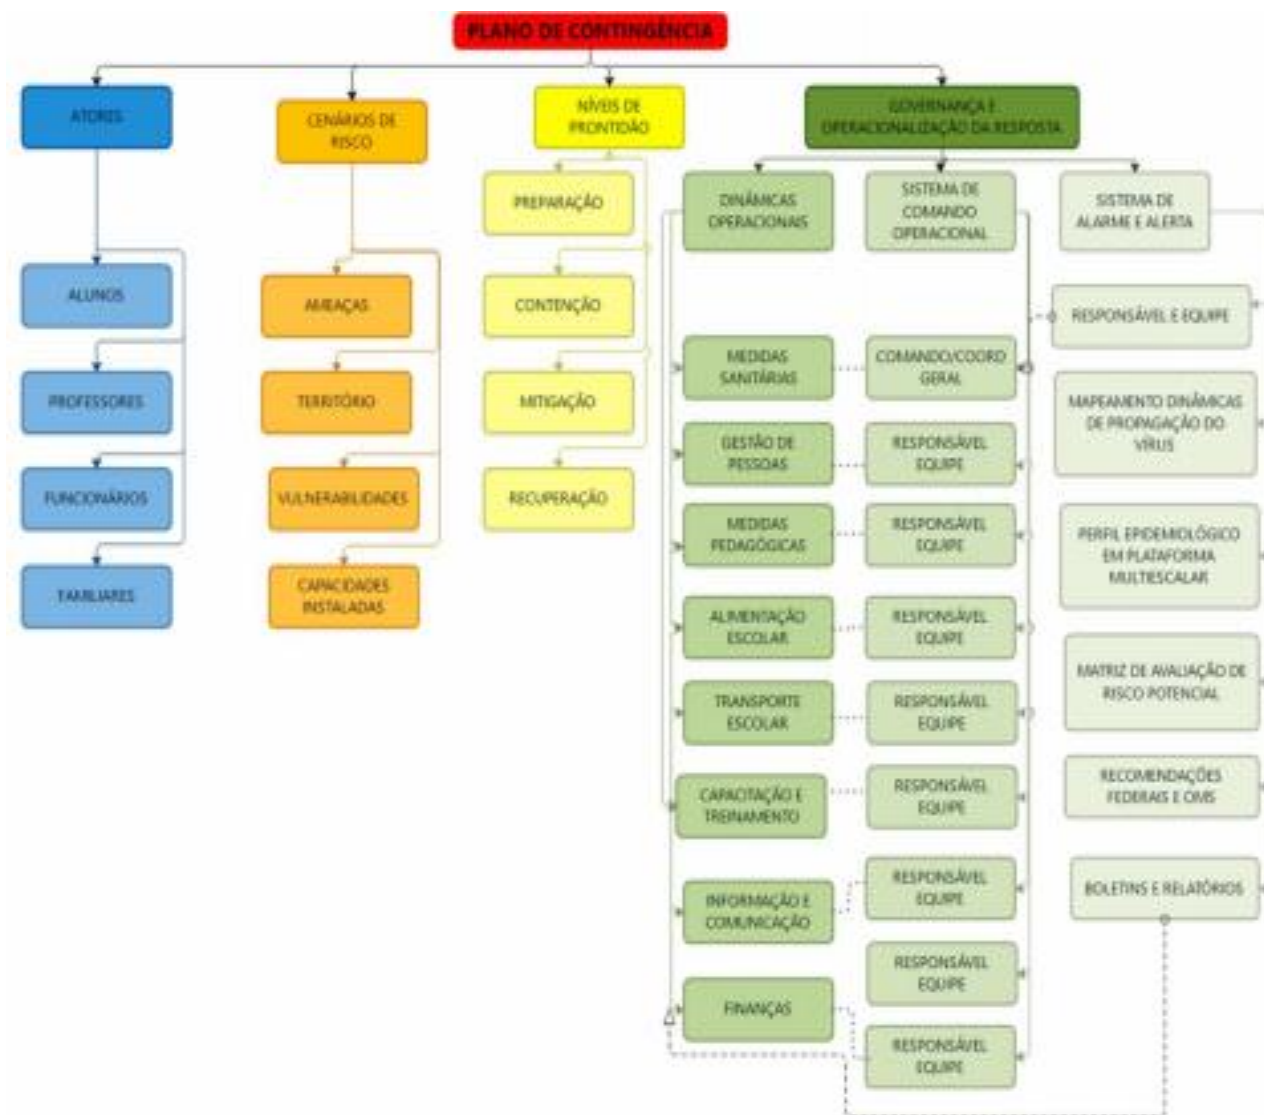 PLANO DE CONTINGÊNCIA
ATORES
CENÁRIOS DE
RISCO
NÍVEIS DE
PRONTIDÃO
GOVERNANÇA E
OPERACIONALIZAÇÃO DA RESPOSTA
ALUNOS
PROFESSORES
FUNCIONÁRIOS
FAMILIARES
AMEAÇAS
TERRITÓRIO
VULNERABILIDADES
CAPACIDADES
INSTALADAS
PREPARAÇÃO
CONTENÇÃO
MITIGAÇÃO
RECUPERAÇÃO
DINÂMICAS
OPERACIONAIS
MEDIDAS
SANITÁRIAS
GESTÃO DE
PESSOAS
MEDIDAS
PEDAGÓGICAS
ALIMENTAÇÃO
ESCOLAR
TRANSPORTE
ESCOLAR
CAPACITAÇÃO E
TREINAMENTO
INFORMAÇÃO E
COMUNICAÇÃO
FINANÇAS
SISTEMA DE
COMANDO
OPERACIONAL
COMANDO/COORD
GERAL
RESPONSÁVEL
EQUIPE
RESPONSÁVEL
EQUIPE
RESPONSÁVEL
EQUIPE
RESPONSÁVEL
EQUIPE
RESPONSÁVEL
EQUIPE
RESPONSÁVEL
EQUIPE
RESPONSÁVEL
EQUIPE
RESPONSÁVEL
EQUIPE
SISTEMA DE
ALARME E ALERTA
RESPONSÁVEL E EQUIPE
MAPEAMENTO DINÂMICAS
DE PROPAGAÇÃO DO
VÍRUS
PERFIL EPIDEMIOLÓGICO
EM PLATAFORMA
MULTIESCALAR
MATRIZ DE AVALIAÇÃO DE
RISCO POTENCIAL
RECOMENDAÇÕES
FEDERAIS E OMS
BOLETINS E RELATÓRIOS